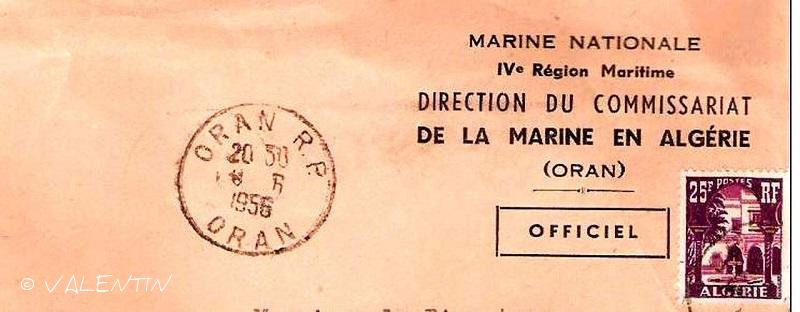 MARINE NATIONALE
IVe Région Maritime
DIRECTION DU COMMISSARIAT
DE LA MARINE EN ALGÉRIE
(ORAN)
OFFICIEL
ORAN R.P.
20 30
1956
ORAN
25F POSTES RF
ALGERIE
© VALENTIN